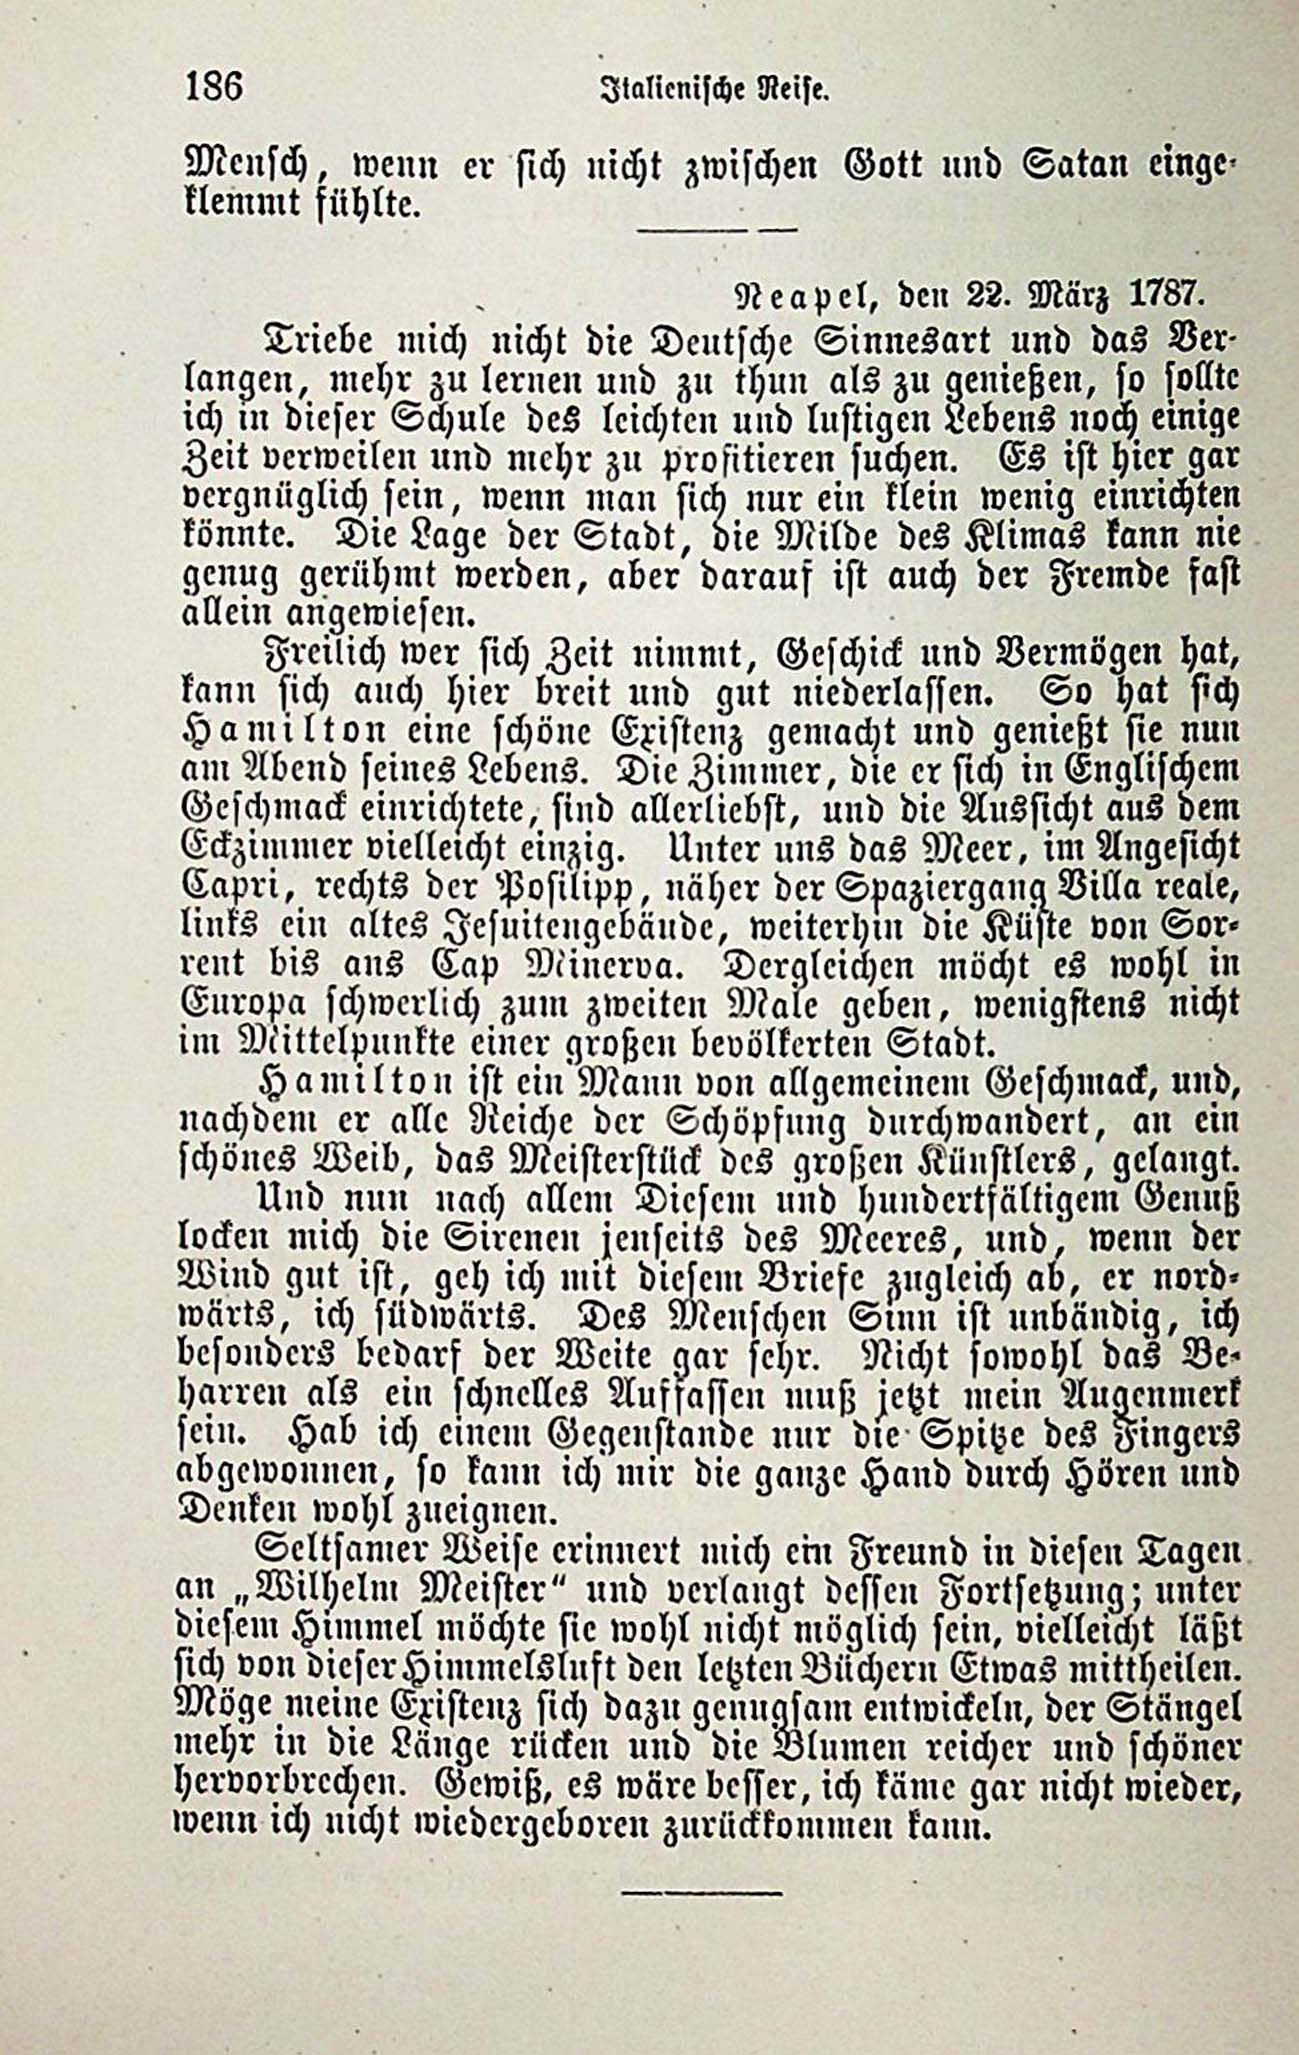 186
Italienische Reise.
Mensch, wenn er sich nicht zwischen Gott und Satan einge-
klemmt fühlte.
Neapel, den 22. März 1787.
Triebe mich nicht die Deutsche Sinnesart und das Ver-
langen, mehr zu lernen und zu thun als zu genießen, so sollte
ich in dieser Schule des leichten und lustigen Lebens noch einige
Zeit verweilen und mehr zu profitieren suchen. Es ist hier gar
vergnüglich sein, wenn man sich nur ein klein wenig einrichten
könnte. Die Lage der Stadt, die Milde des Klimas kann nie
genug gerühmt werden, aber darauf ist auch der Fremde fast
allein angewiesen.
Freilich wer sich Zeit nimmt, Geschick und Vermögen hat,
kann sich auch hier breit und gut niederlassen. So hat sich
Hamilton eine schöne Existenz gemacht und genießt sie nun
am Abend seines Lebens. Die Zimmer, die er sich in Englischem
Geschmack einrichtete, sind allerliebst, und die Aussicht aus dem
Eckzimmer vielleicht einzig. Unter uns das Meer, im Angesicht
Capri, rechts der Posilipp, näher der Spaziergang Villa reale,
links ein altes Jesuitengebäude, weiterhin die Küste von Sor-
rent bis ans Cap Minerva. Dergleichen möcht es wohl in
Europa schwerlich zum zweiten Male geben, wenigstens nicht
im Mittelpunkte einer großen bevölkerten Stadt.
Hamilton ist ein Mann von allgemeinem Geschmack, und,
nachdem er alle Reiche der Schöpfung durchwandert, an ein
schönes Weib, das Meisterstück des großen Künstlers, gelangt.
Und nun nach allem Diesem und hundertfältigem Genuß
locken mich die Sirenen jenseits des Meeres, und, wenn der
Wind gut ist, geh ich mit diesem Briefe zugleich ab, er nord-
wärts, ich südwärts. Des Menschen Sinn ist unbändig, ich
besonders bedarf der Weite gar sehr. Nicht sowohl das Be-
harren als ein schnelles Auffassen muß jetzt mein Augenmerk
sein. Hab ich einem Gegenstande nur die Spitze des Fingers
abgewonnen, so kann ich mir die ganze Hand durch Hören und
Denken wohl zueignen.
Seltsamer Weise erinnert mich ein Freund in diesen Tagen
an „Wilhelm Meister“ und verlangt dessen Fortsetzung; unter
diesem Himmel möchte sie wohl nicht möglich sein, vielleicht läßt
sich von dieser Himmelsluft den letzten Büchern Etwas mittheilen.
Möge meine Existenz sich dazu genugsam entwickeln, der Stängel
mehr in die Länge rücken und die Blumen reicher und schöner
hervorbrechen. Gewiß, es wäre besser, ich käme gar nicht wieder,
wenn ich nicht wiedergeboren zurückkommen kann.